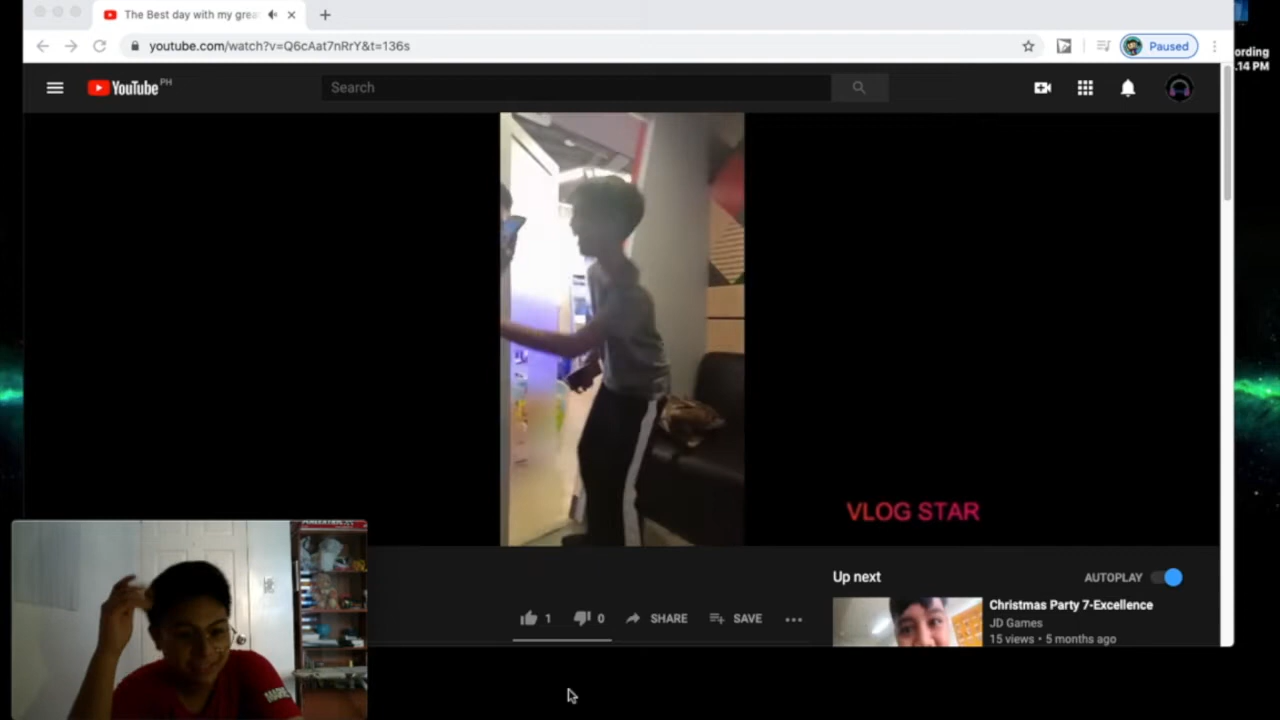 The Best day with my grea
ording
.14 PM
youtube.com/watch?v=Q6cAat7nRrY&t=136s
Paused
YouTube PH
Search
VLOG STAR
Up next
AUTOPLAY
Christmas Party 7-Excellence
JD Games
15 views • 5 months ago
1
0
SHARE
SAVE